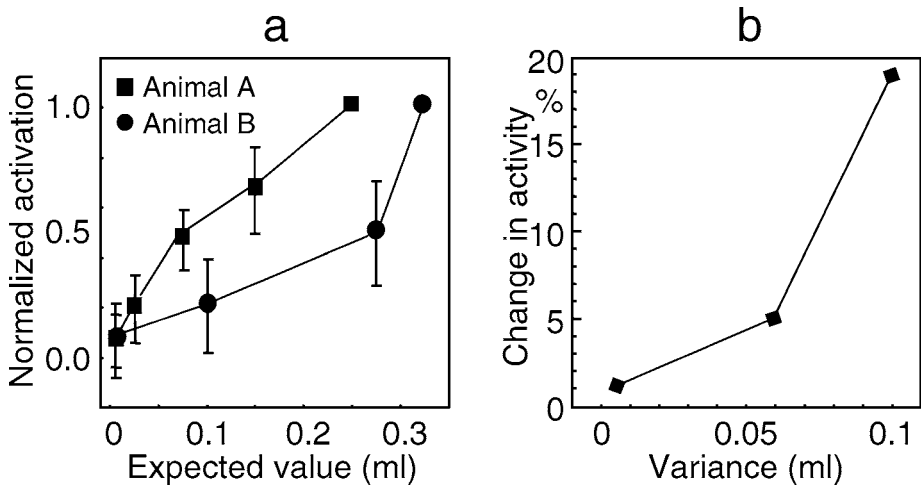 a
Normalized activation
1.0
0.5
0.0
Animal A
Animal B
0
0.1
0.2
0.3
Expected value (ml)
b
Change in activity
%
20
15
10
5
0
0
0.05
0.1
Variance (ml)